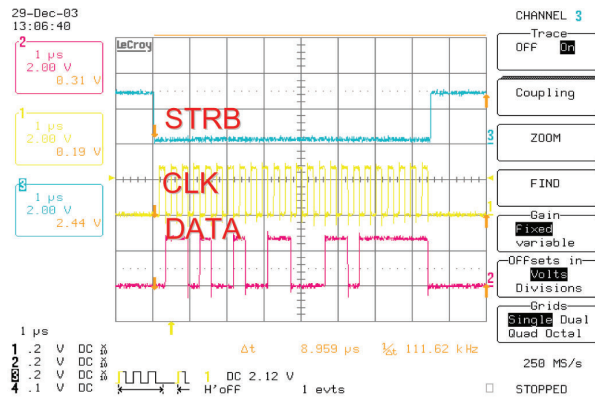 29-Dec-03
13:06:40
2
1 µs
2.00 V
0.31 V
1
1 µs
2.00 V
0.19 V
3
1 µs
2.00 V
2.44 V
LeCroy
STRB
CLK
DATA
3
1
2
CHANNEL 3
Trace
OFF On
Coupling
ZOOM
FIND
Gain
Fixed
variable
Offsets in
Volts
Divisions
Grids
Single Dual
Quad Octal
1 µs
1 .2 V DC
2 .2 V DC
3 .2 V DC
4 .1 V DC
Δt 8.959 µs 1/Δt 111.62 kHz
1 DC 2.12 V
H'off 1 evts
250 MS/s
STOPPED